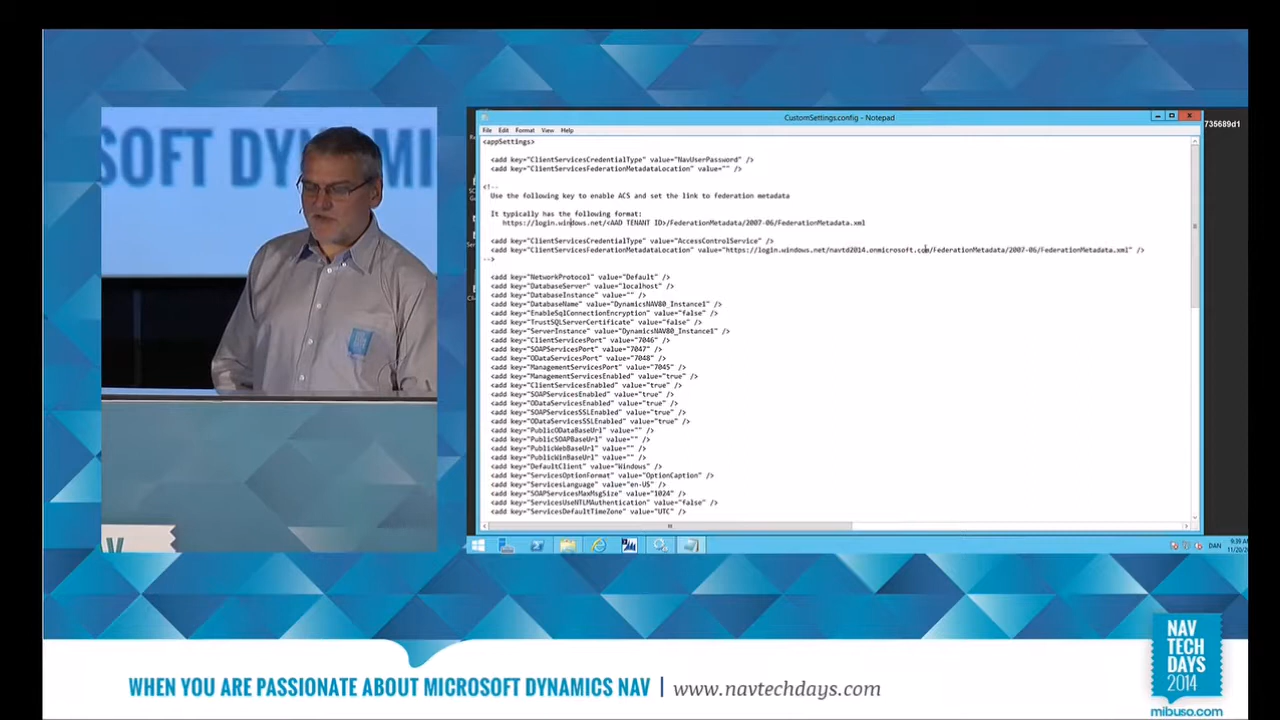 SOFT DYNAMI
CustomSettings.config - Notepad
735689d1
File Edit Format View Help
<appSettings>
<add key="ClientServicesCredentialType" value="NavUserPassword" />
<add key="ClientServicesFederationMetadataLocation" value="" />
<!--
Use the following key to enable ACS and set the link to federation metadata
It typically has the following format:
https://login.windows.net/<AAD TENANT ID>/FederationMetadata/2007-06/FederationMetadata.xml
<add key="ClientServicesCredentialType" value="AccessControlService" />
<add key="ClientServicesFederationMetadataLocation" value="https://login.windows.net/navtd2014.onmicrosoft.com/FederationMetadata/2007-06/FederationMetadata.xml" />
-->
<add key="NetworkProtocol" value="Default" />
<add key="DatabaseServer" value="localhost" />
<add key="DatabaseInstance" value="" />
<add key="DatabaseName" value="DynamicsNAV80_Instance1" />
<add key="EnableSqlConnectionEncryption" value="false" />
<add key="TrustSQLServerCertificate" value="false" />
<add key="ServerInstance" value="DynamicsNAV80_Instance1" />
<add key="ClientServicesPort" value="7046" />
<add key="SOAPServicesPort" value="7047" />
<add key="ODataServicesPort" value="7048" />
<add key="ManagementServicesPort" value="7045" />
<add key="ManagementServicesEnabled" value="true" />
<add key="ClientServicesEnabled" value="true" />
<add key="SOAPServicesEnabled" value="true" />
<add key="ODataServicesEnabled" value="true" />
<add key="SOAPServicesSSLEnabled" value="true" />
<add key="ODataServicesSSLEnabled" value="true" />
<add key="PublicODataBaseUrl" value="" />
<add key="PublicSOAPBaseUrl" value="" />
<add key="PublicWebBaseUrl" value="" />
<add key="PublicWinBaseUrl" value="" />
<add key="DefaultClient" value="Windows" />
<add key="ServicesOptionFormat" value="OptionCaption" />
<add key="ServicesLanguage" value="en-US" />
<add key="SOAPServicesMaxMsgSize" value="1024" />
<add key="ServicesUseNTLMAuthentication" value="false" />
<add key="ServicesDefaultTimeZone" value="UTC" />
DAN
9:39 AM
11/20/20
WHEN YOU ARE PASSIONATE ABOUT MICROSOFT DYNAMICS NAV | www.navtechdays.com
NAV
TECH
DAYS
2014
mibuso.com